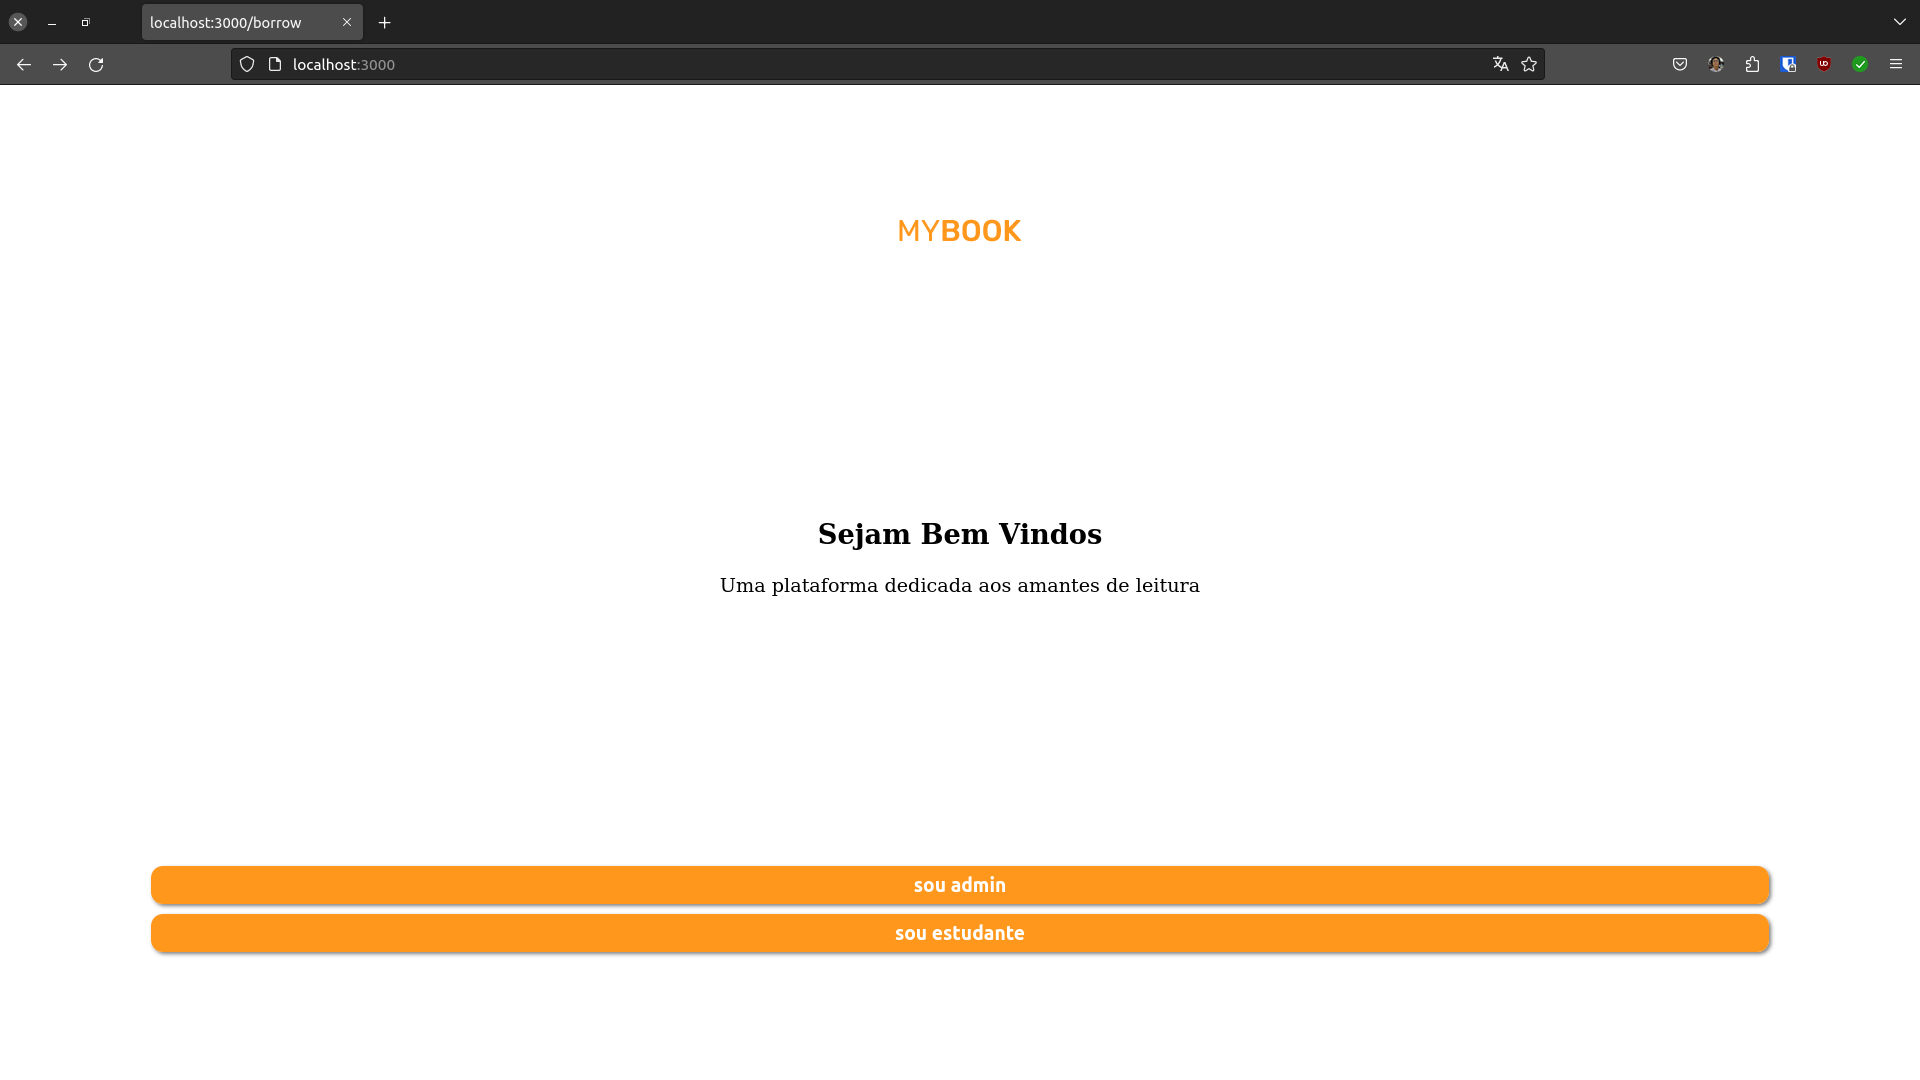 localhost:3000/borrow
localhost:3000
MYBOOK
Sejam Bem Vindos
Uma plataforma dedicada aos amantes de leitura
sou admin
sou estudante